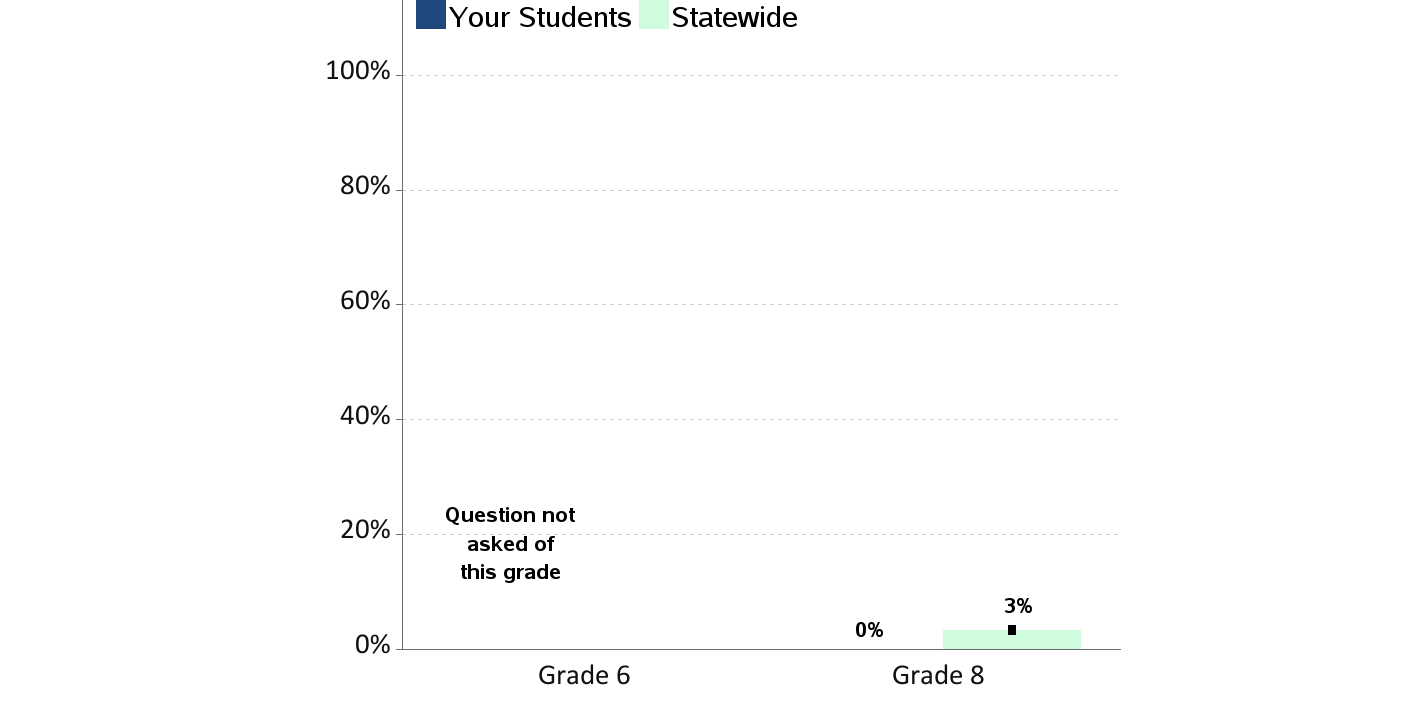 Your Students Statewide
100%
80%
60%
40%
20%
0%
Question not
asked of
this grade
0%
3%
Grade 6 Grade 8